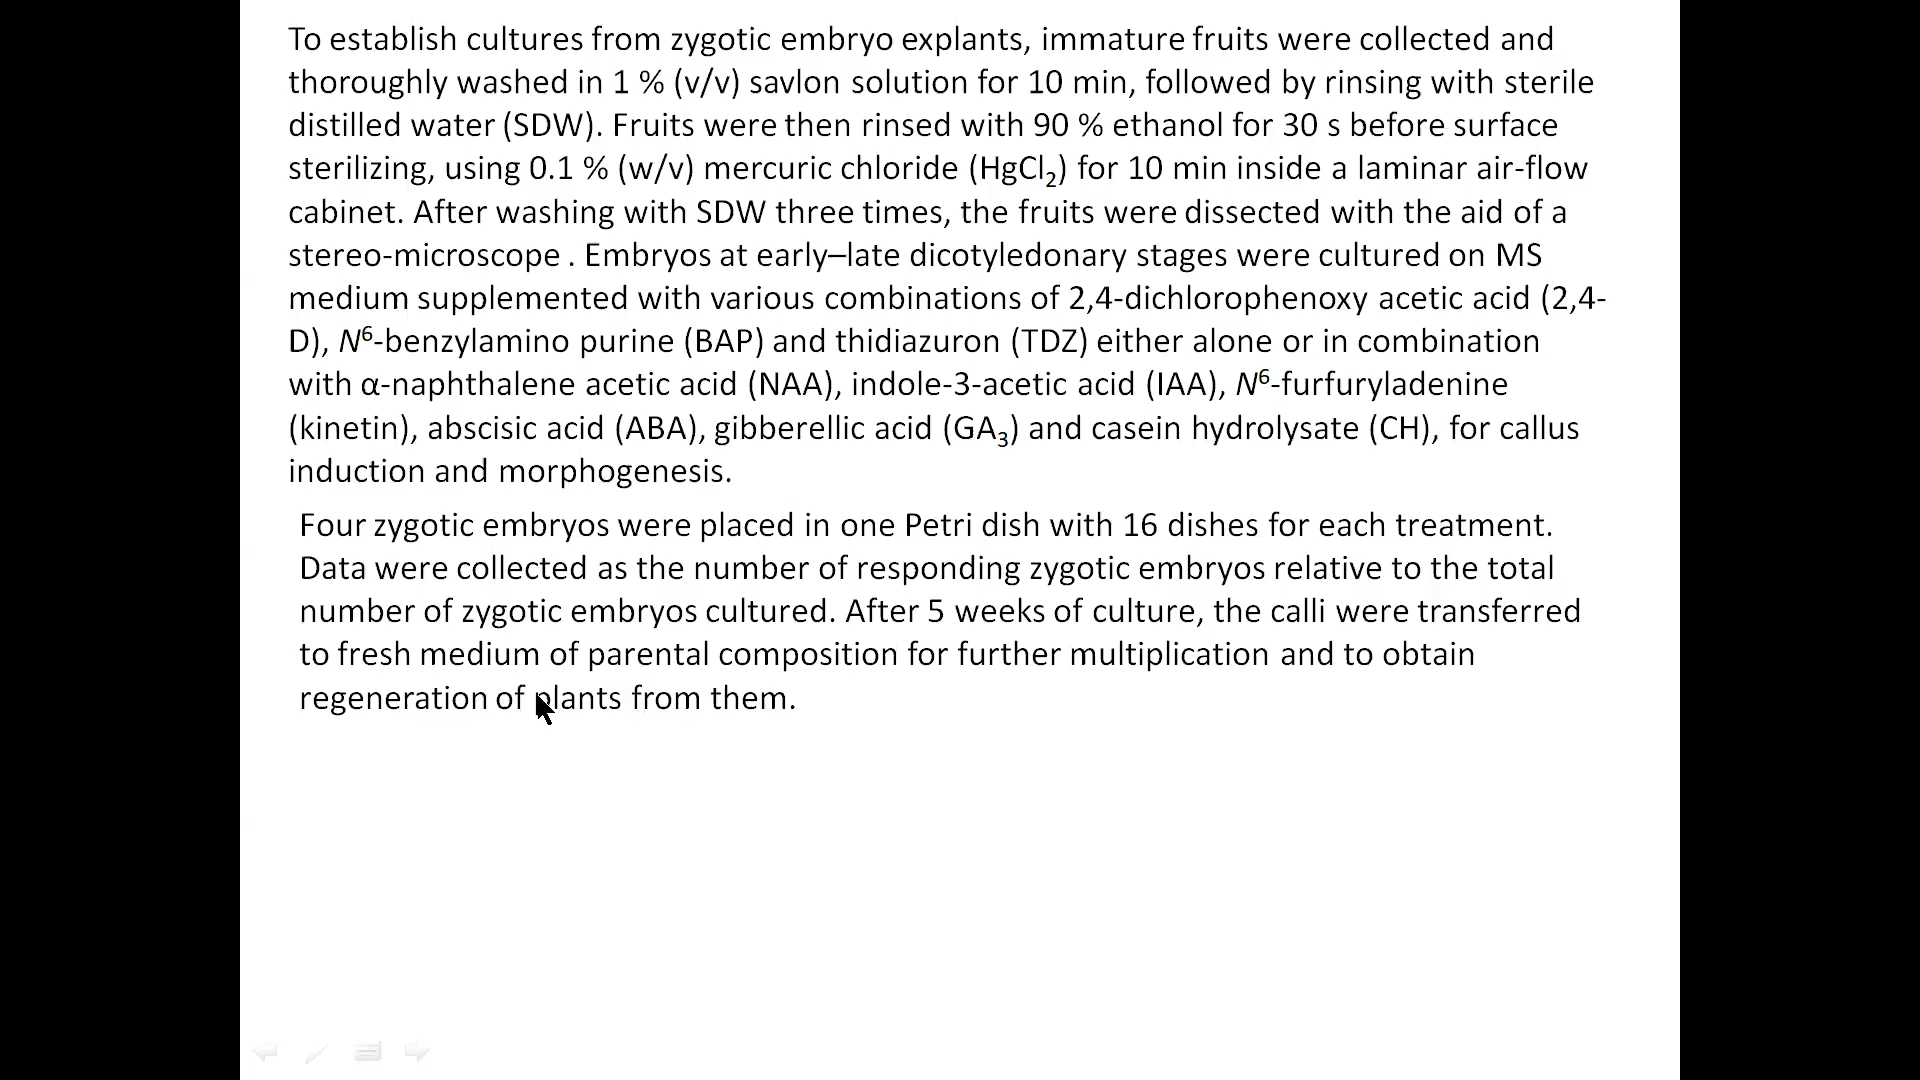 To establish cultures from zygotic embryo explants, immature fruits were collected and
thoroughly washed in 1 % (v/v) savlon solution for 10 min, followed by rinsing with sterile
distilled water (SDW). Fruits were then rinsed with 90 % ethanol for 30 s before surface
sterilizing, using 0.1 % (w/v) mercuric chloride (HgCl₂) for 10 min inside a laminar air-flow
cabinet. After washing with SDW three times, the fruits were dissected with the aid of a
stereo-microscope . Embryos at early–late dicotyledonary stages were cultured on MS
medium supplemented with various combinations of 2,4-dichlorophenoxy acetic acid (2,4-
D), N⁶-benzylamino purine (BAP) and thidiazuron (TDZ) either alone or in combination
with α-naphthalene acetic acid (NAA), indole-3-acetic acid (IAA), N⁶-furfuryladenine
(kinetin), abscisic acid (ABA), gibberellic acid (GA₃) and casein hydrolysate (CH), for callus
induction and morphogenesis.
Four zygotic embryos were placed in one Petri dish with 16 dishes for each treatment.
Data were collected as the number of responding zygotic embryos relative to the total
number of zygotic embryos cultured. After 5 weeks of culture, the calli were transferred
to fresh medium of parental composition for further multiplication and to obtain
regeneration of plants from them.